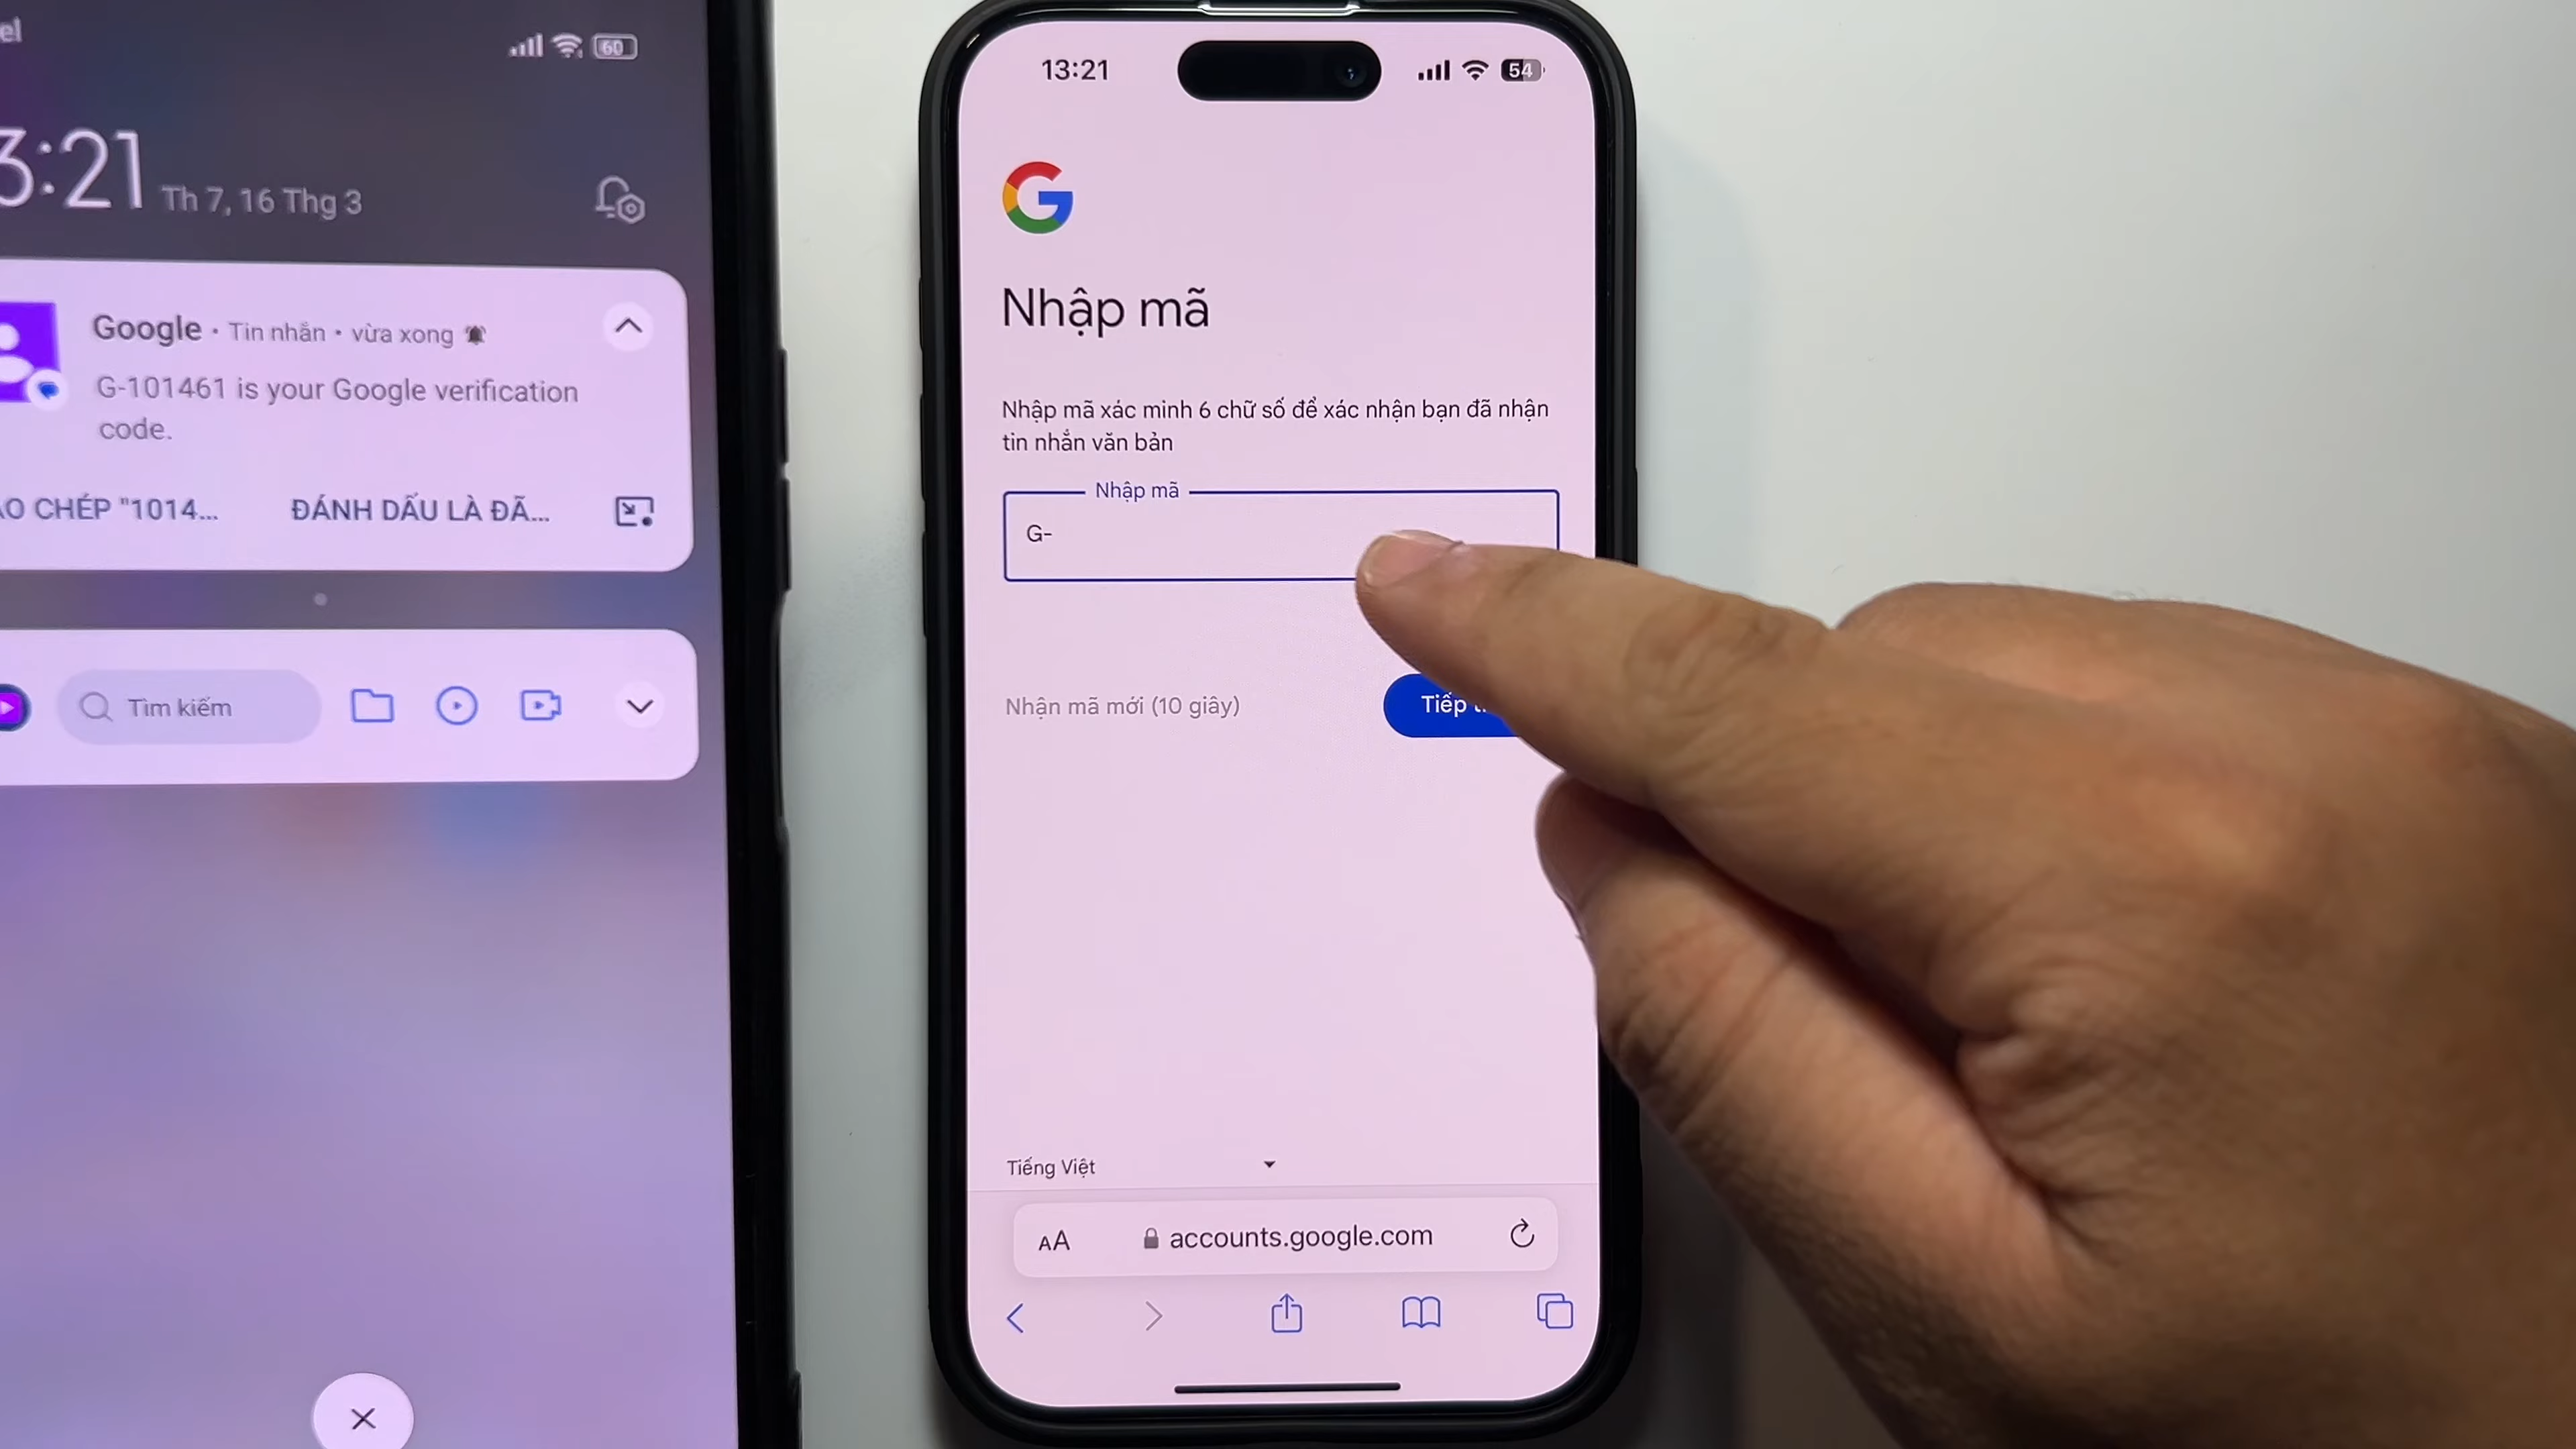 60
3:21 Th 7, 16 Thg 3
Google • Tin nhắn • vừa xong
G-101461 is your Google verification
code.
CHÉP "1014... ĐÁNH DẤU LÀ ĐÃ...
Tìm kiếm
13:21
54
Nhập mã
Nhập mã xác minh 6 chữ số để xác nhận bạn đã nhận
tin nhắn văn bản
Nhập mã
G-
Nhận mã mới (10 giây)
Tiếp
Tiếng Việt
AA accounts.google.com